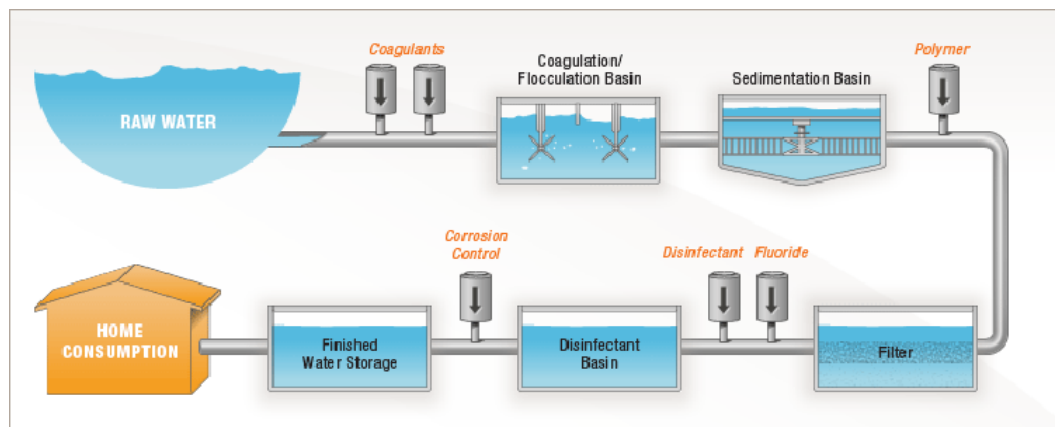 Coagulants
Coagulation/
Flocculation Basin
Sedimentation Basin
Polymer
RAW WATER
Corrosion
Control
Disinfectant
Fluoride
HOME
CONSUMPTION
Finished
Water Storage
Disinfectant
Basin
Filter